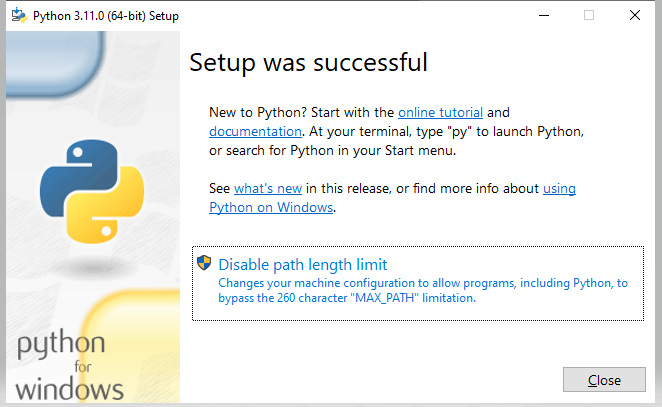 Python 3.11.0 (64-bit) Setup
Setup was successful
New to Python? Start with the online tutorial and
documentation. At your terminal, type "py" to launch Python,
or search for Python in your Start menu.
See what's new in this release, or find more info about using
Python on Windows.
Disable path length limit
Changes your machine configuration to allow programs, including Python, to
bypass the 260 character "MAX_PATH" limitation.
python
for
windows
Close